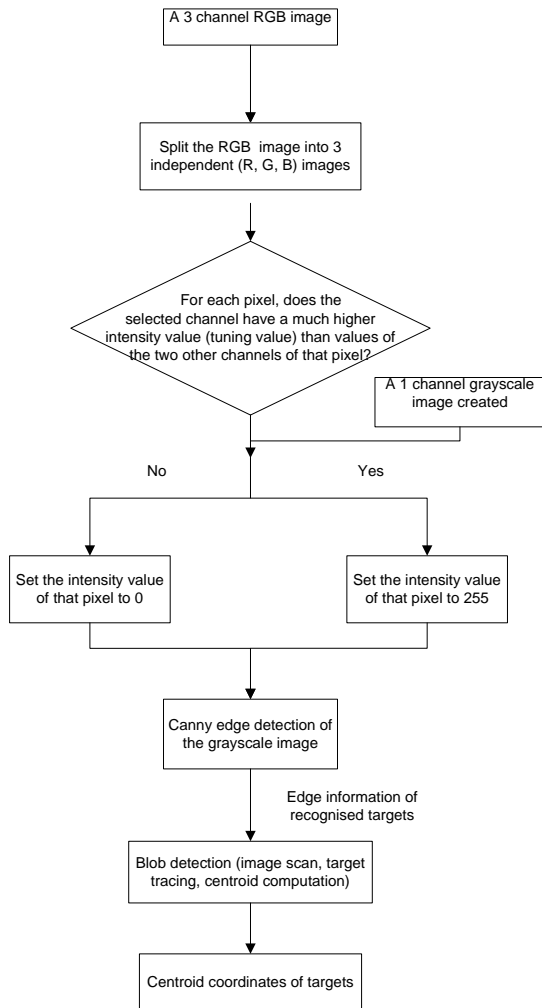 A 3 channel RGB image
Split the RGB image into 3
independent (R, G, B) images
For each pixel, does the
selected channel have a much higher
intensity value (tuning value) than values of
the two other channels of that pixel?
A 1 channel grayscale
image created
No
Yes
Set the intensity value
of that pixel to 0
Set the intensity value
of that pixel to 255
Canny edge detection of
the grayscale image
Edge information of
recognised targets
Blob detection (image scan, target
tracing, centroid computation)
Centroid coordinates of targets